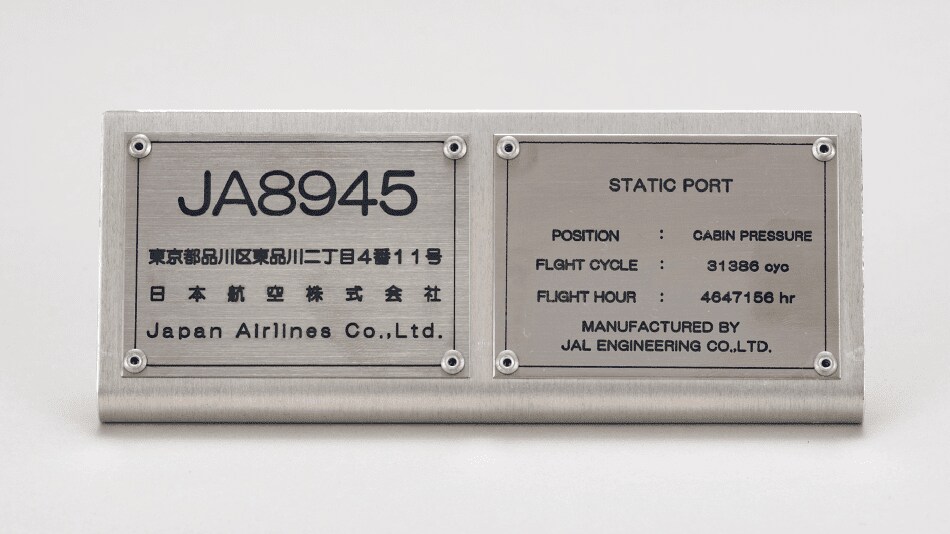 JA8945
東京都品川区東品川二丁目4番11号
日本航空株式会社
Japan Airlines Co.,Ltd.
STATIC PORT
POSITION : CABIN PRESSURE
FLGHT CYCLE : 31386 cyc
FLIGHT HOUR : 4647156 hr
MANUFACTURED BY
JAL ENGINEERING CO.,LTD.